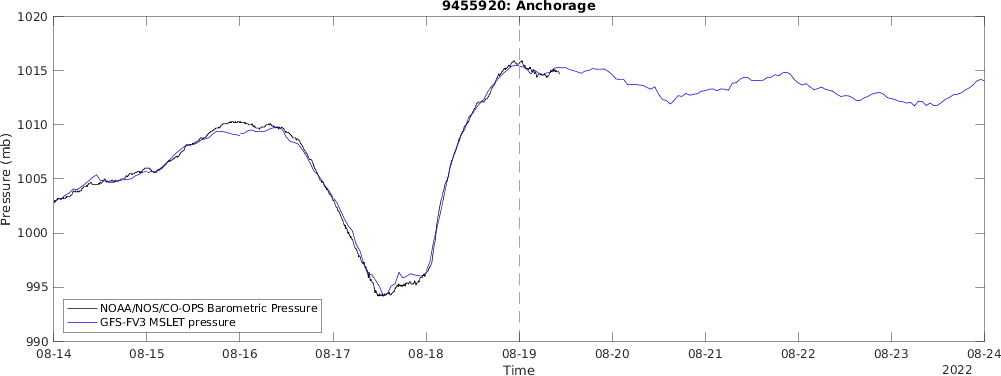 9455920: Anchorage
1020
1015
1010
1005
1000
995
990
Pressure (mb)
NOAA/NOS/CO-OPS Barometric Pressure
GFS-FV3 MSLET pressure
08-14 08-15 08-16 08-17 08-18 08-19 08-20 08-21 08-22 08-23 08-24
Time
2022